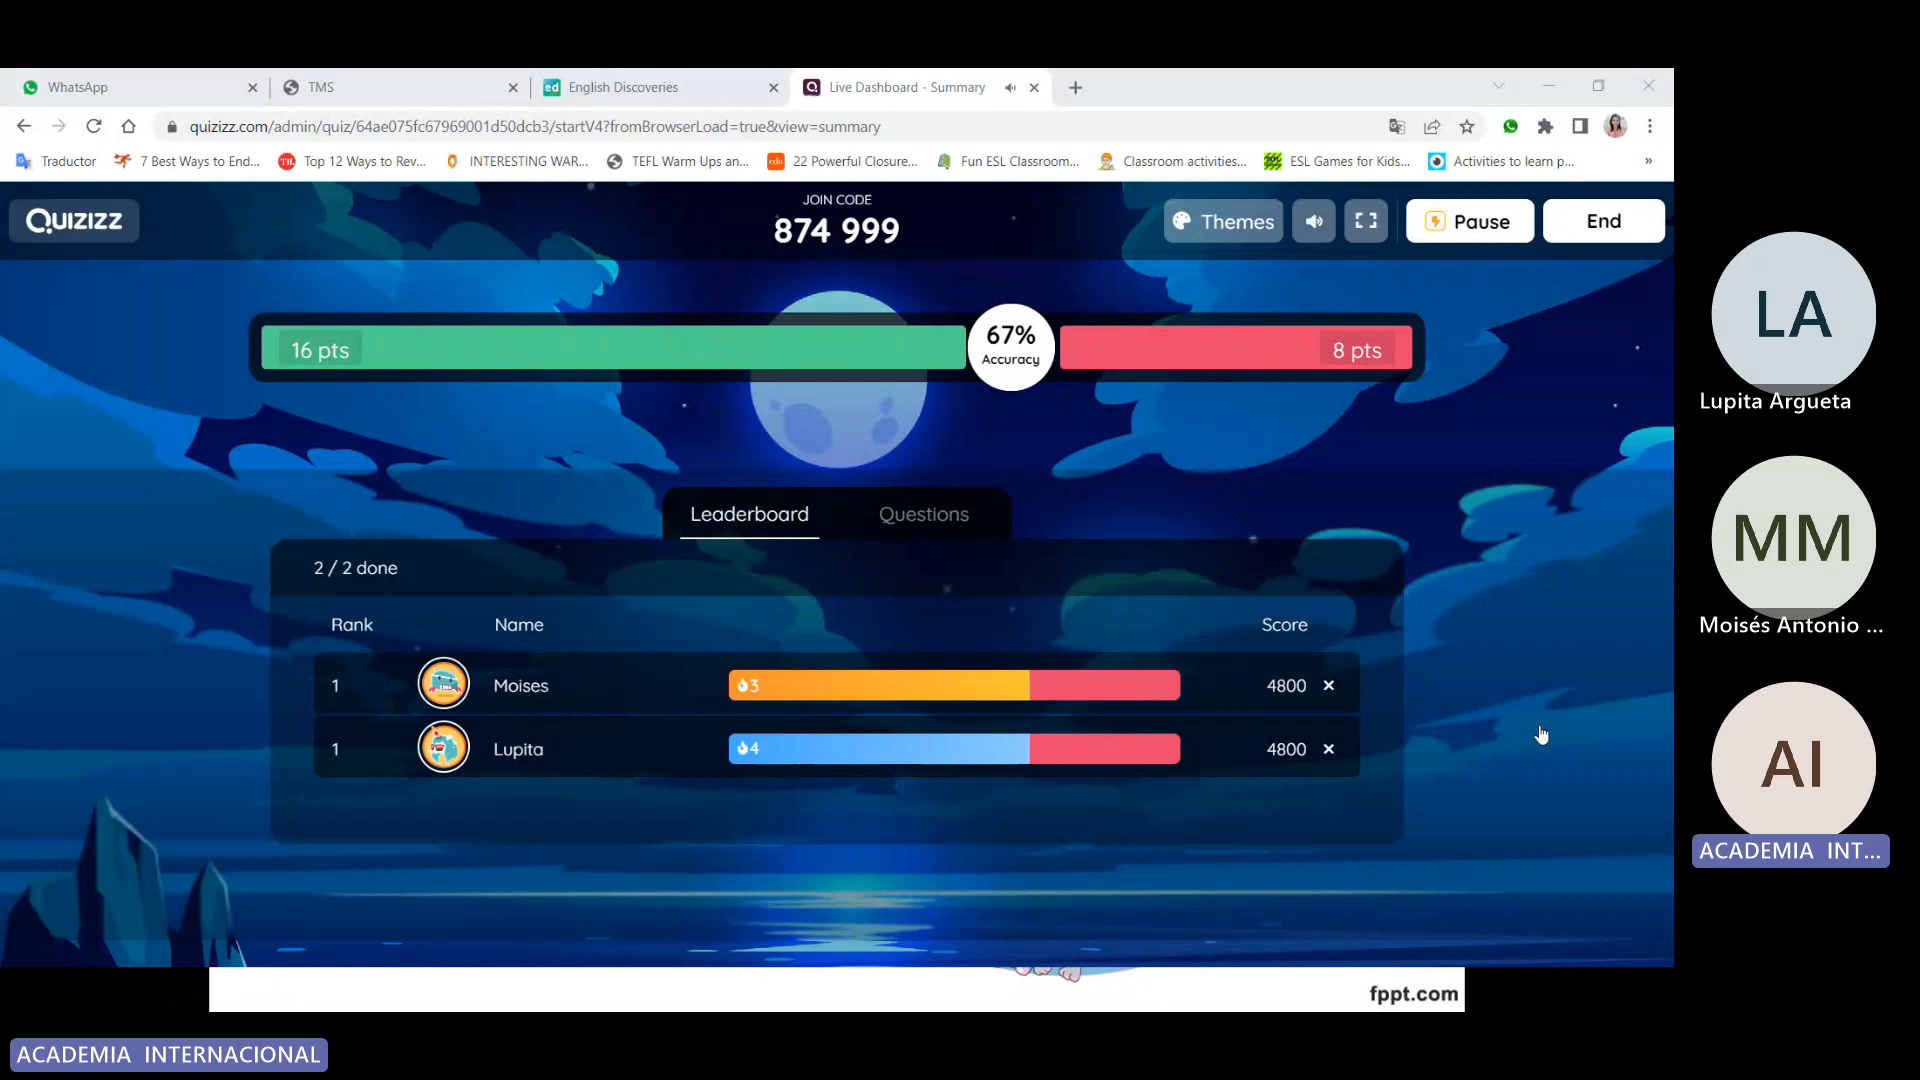 WhatsApp
TMS
ed English Discoveries
Live Dashboard - Summary
quizizz.com/admin/quiz/64ae075fc67969001d50dcb3/startV4?fromBrowserLoad=true&view=summary
Traductor
7 Best Ways to End...
Top 12 Ways to Rev...
INTERESTING WAR...
TEFL Warm Ups an...
22 Powerful Closure...
Fun ESL Classroom...
Classroom activities...
ESL Games for Kids...
Activities to learn p...
»
Quizizz
JOIN CODE
874 999
Themes
Pause
End
16 pts
67%
Accuracy
8 pts
Leaderboard
Questions
2 / 2 done
Rank
Name
Score
1 Moises 3 4800
1 Lupita 4 4800
LA
Lupita Argueta
MM
Moisés Antonio ...
AI
ACADEMIA INT...
fppt.com
ACADEMIA INTERNACIONAL